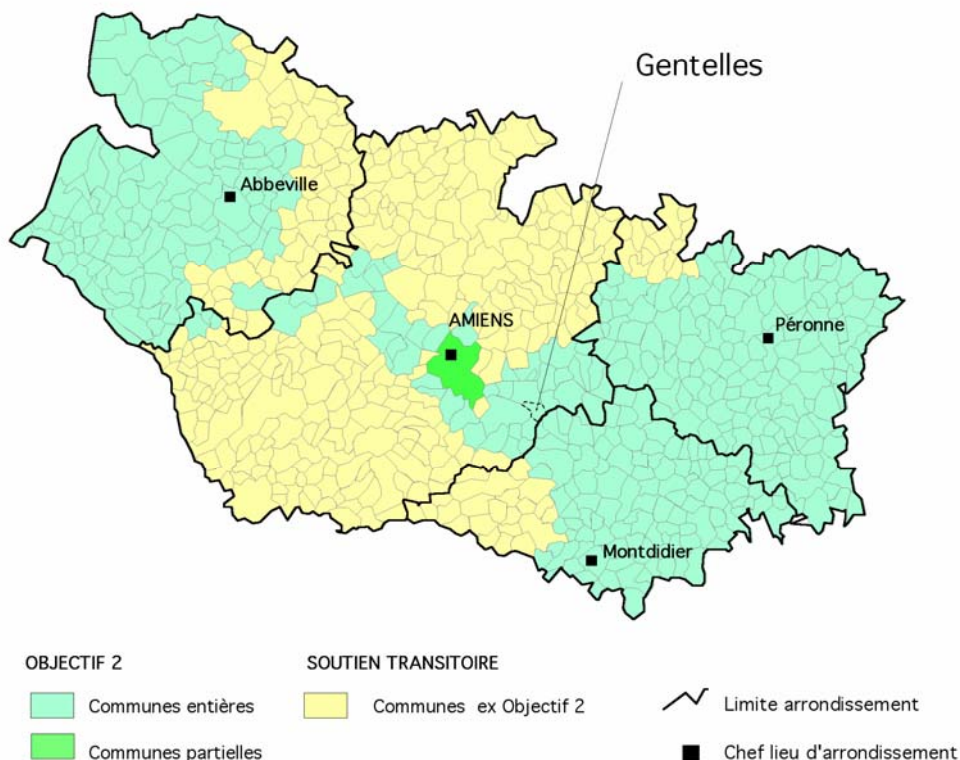 Gentelles
Abbeville
AMIENS
Péronne
Montdidier
OBJECTIF 2
SOUTIEN TRANSITOIRE
Communes entières
Communes ex Objectif 2
Limite arrondissement
Communes partielles
Chef lieu d'arrondissement